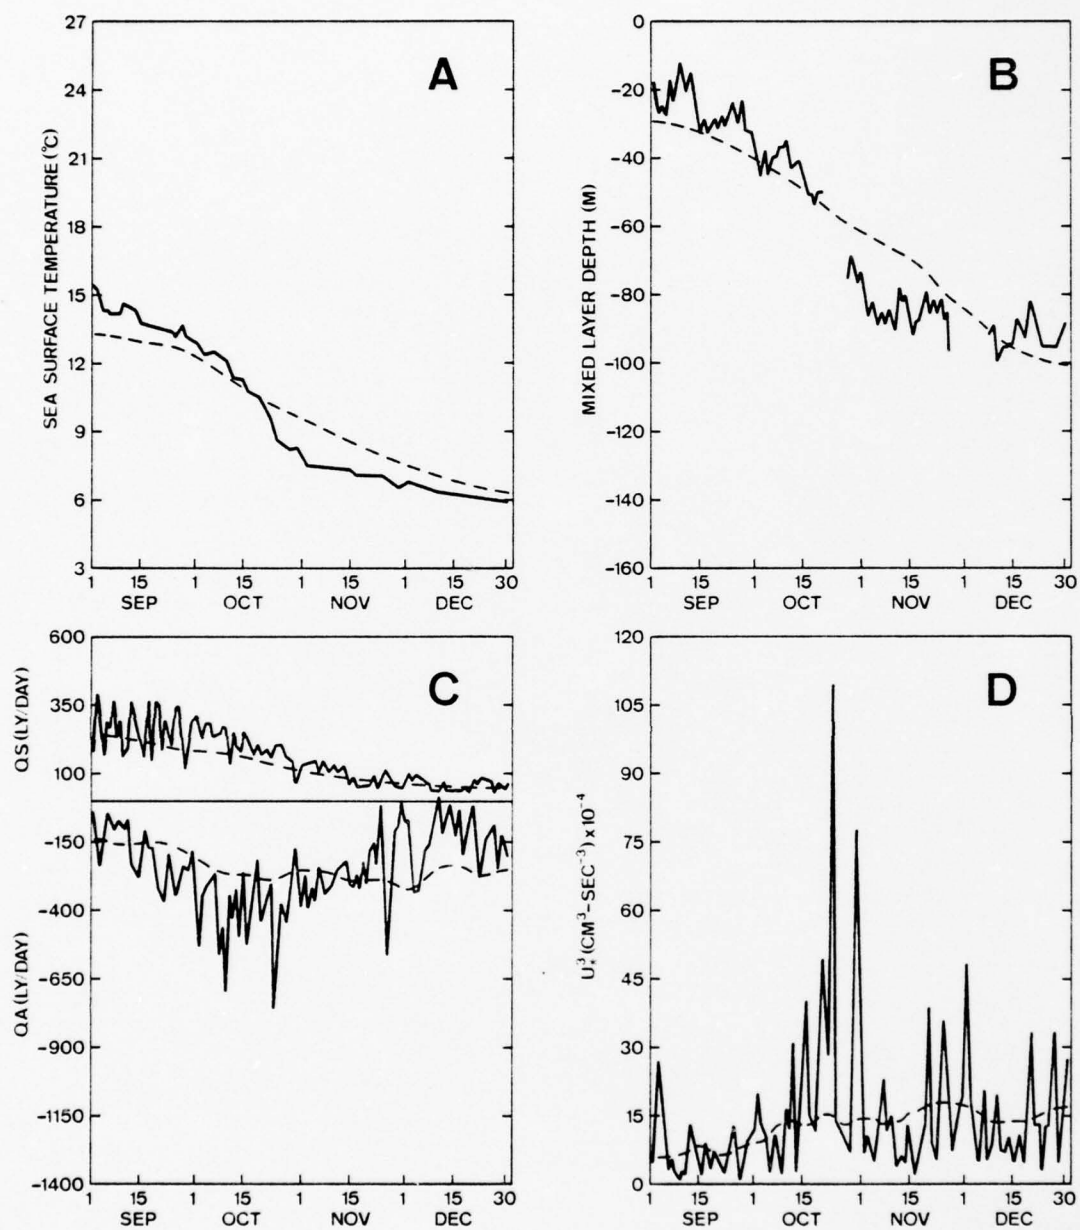 A
SEA SURFACE TEMPERATURE (°C)
27
24
21
18
15
12
9
6
3
1 15 1 15 1 15 1 15 30
SEP OCT NOV DEC
B
MIXED LAYER DEPTH (M)
0
-20
-40
-60
-80
-100
-120
-140
-160
1 15 1 15 1 15 1 15 30
SEP OCT NOV DEC
C
QS (LY/DAY)
QA (LY/DAY)
600
350
100
-150
-400
-650
-900
-1150
-1400
1 15 1 15 1 15 1 15 30
SEP OCT NOV DEC
D
U*³ (CM³-SEC⁻³) x10⁻⁴
120
105
90
75
60
45
30
15
0
1 15 1 15 1 15 1 15 30
SEP OCT NOV DEC